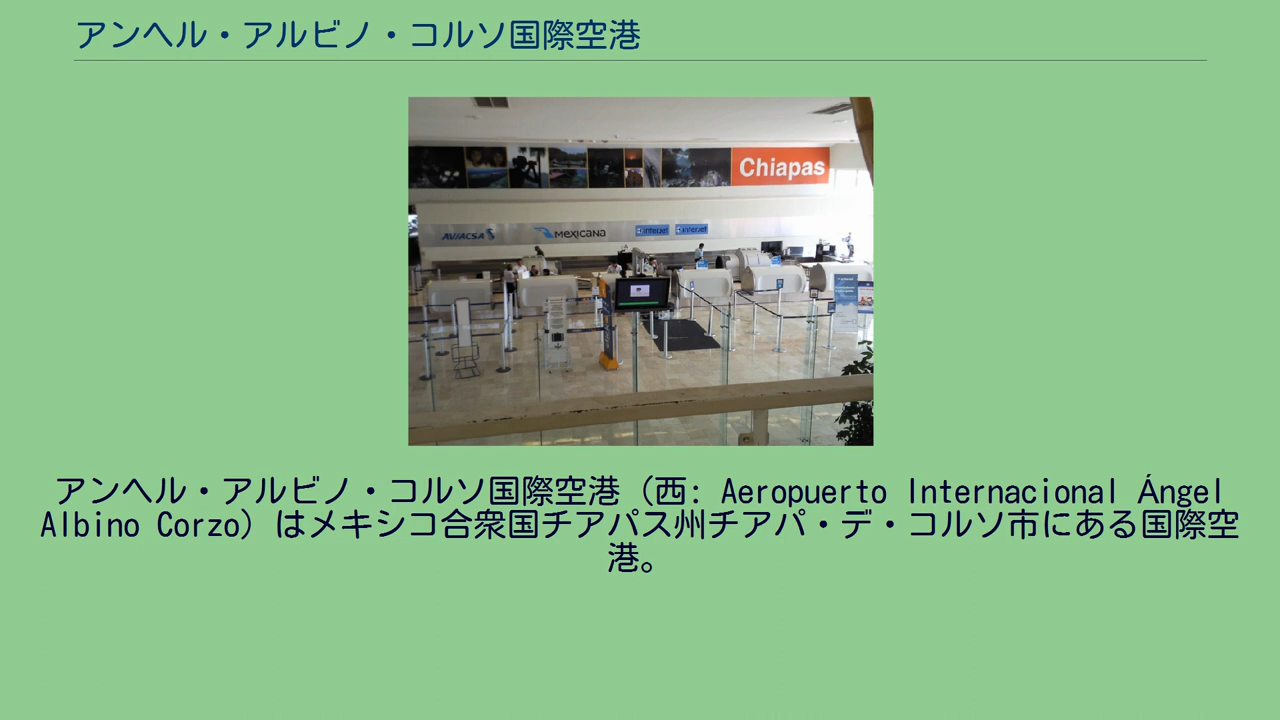 アンヘル・アルビノ・コルソ国際空港
Chiapas
AVIACSA
MEXICANA
interjet
interjet
アンヘル・アルビノ・コルソ国際空港（西: Aeropuerto Internacional Ángel
Albino Corzo）はメキシコ合衆国チアパス州チアパ・デ・コルソ市にある国際空
港。